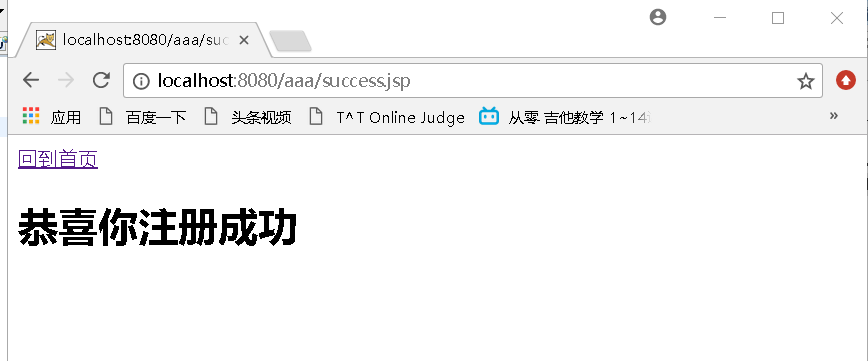 localhost:8080/aaa/suc
localhost:8080/aaa/success.jsp
应用 百度一下 头条视频 T^T Online Judge 从零 吉他教学 1~14 »
回到首页
恭喜你注册成功